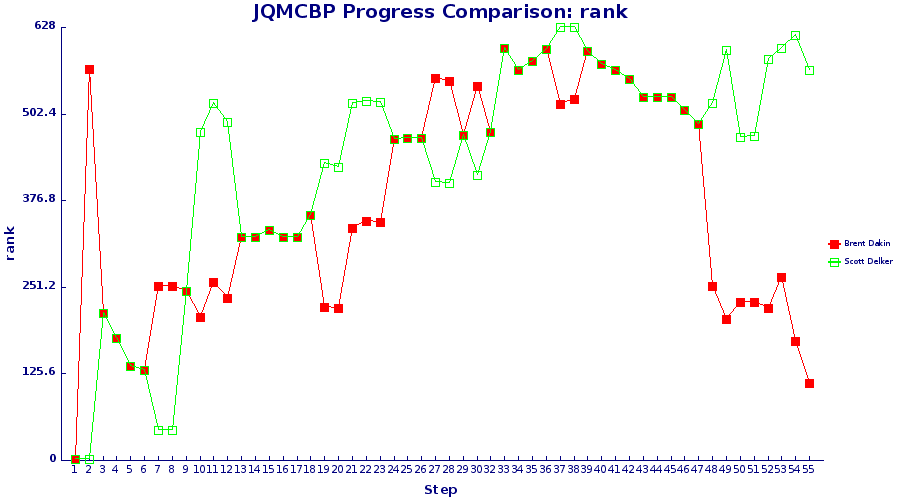 JQMCBP Progress Comparison: rank
628
502.4
376.8
251.2
125.6
0
rank
1 2 3 4 5 6 7 8 9 10 11 12 13 14 15 16 17 18 19 20 21 22 23 24 25 26 27 28 29 30 31 32 33 34 35 36 37 38 39 40 41 42 43 44 45 46 47 48 49 50 51 52 53 54 55
Step
Brent Dakin
Scott Delker